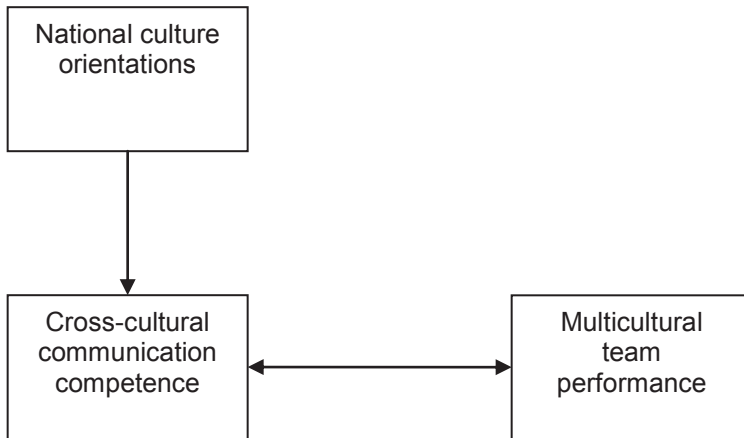 National culture
orientations
Cross-cultural
communication
competence
Multicultural
team
performance